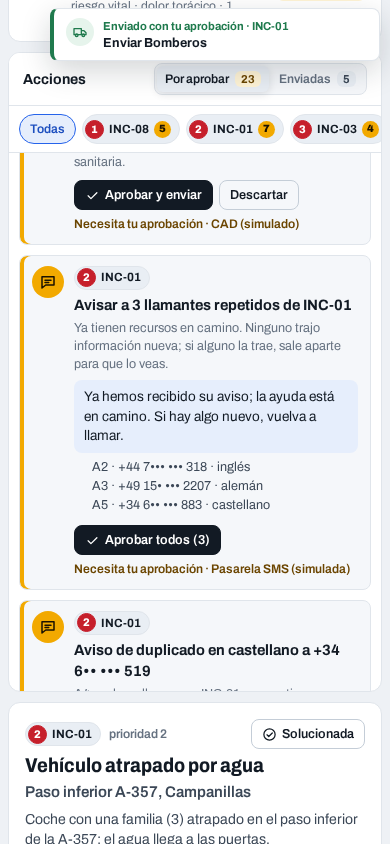 riesgo vital · dolor torácico · 1
Enviado con tu aprobación · INC-01
Enviar Bomberos
Acciones
Por aprobar 23
Enviadas 5
Todas
1 INC-08 5
2 INC-01 7
3 INC-03 4
sanitaria.
Aprobar y enviar
Descartar
Necesita tu aprobación · CAD (simulado)
2 INC-01
Avisar a 3 llamantes repetidos de INC-01
Ya tienen recursos en camino. Ninguno trajo
información nueva; si alguno la trae, sale aparte
para que lo veas.
Ya hemos recibido su aviso; la ayuda está
en camino. Si hay algo nuevo, vuelva a
llamar.
A2 · +44 7•• ••• 318 · inglés
A3 · +49 15• ••• 2207 · alemán
A5 · +34 6•• ••• 883 · castellano
Aprobar todos (3)
Necesita tu aprobación · Pasarela SMS (simulada)
2 INC-01
Aviso de duplicado en castellano a +34
6•• ••• 519
2 INC-01 prioridad 2
Solucionada
Vehículo atrapado por agua
Paso inferior A-357, Campanillas
Coche con una familia (3) atrapado en el paso inferior
de la A-357; el agua llega a las puertas.